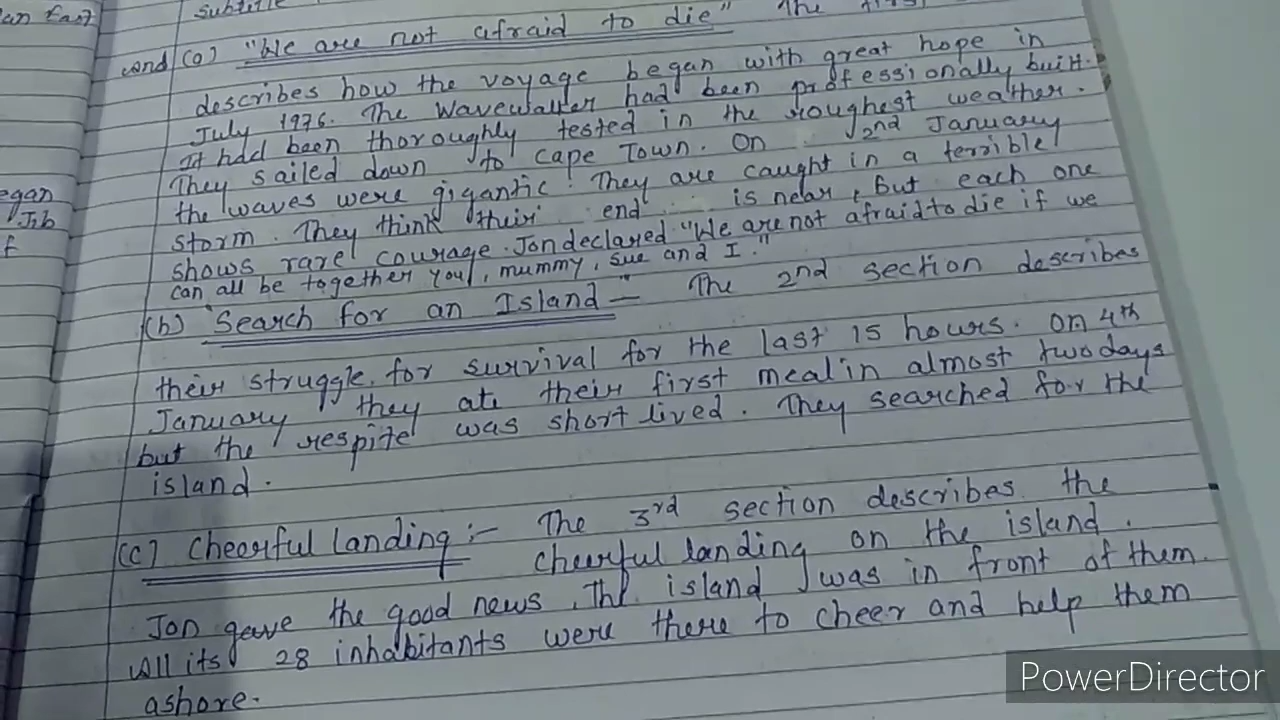 an fast
subtitle
and (a) "We are not afraid to die" The first
describes how the voyage began with great hope in
July 1976. The Wavewalker had been professionally built.
It had been thoroughly tested in the roughest weather.
They sailed down to Cape Town. On 2nd January
the waves were gigantic. They are caught in a terrible
storm. They think their end is near, But each one
shows rare courage. Jon declared "We are not afraid to die if we
can all be together you, mummy, sue and I."
egan
Jib
f
(b) "Search for an Island" - The 2nd section describes
their struggle for survival for the last 15 hours. On 4th
January they ate their first meal in almost two days
but the respite was short lived. They searched for the
island.
(c) Cheerful landing :- The 3rd section describes the
cheerful landing on the island.
Jon gave the good news. The island was in front of them.
All its 28 inhabitants were there to cheer and help them
ashore.
PowerDirector